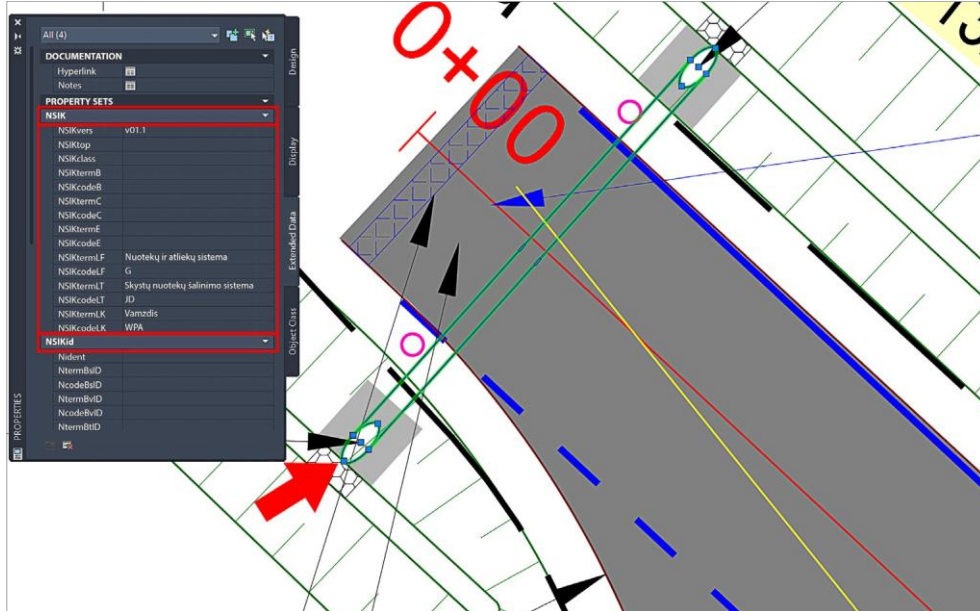 All (4)
DOCUMENTATION
Hyperlink
Notes
PROPERTY SETS
NSIK
NSIKvers v01.1
NSIKtop
NSIKclass
NSIKtermB
NSIKcodeB
NSIKtermC
NSIKcodeC
NSIKtermE
NSIKcodeE
NSIKtermLF Nuotekų ir atliekų sistema
NSIKcodeLF G
NSIKtermLT Skystų nuotekų šalinimo sistema
NSIKcodeLT JD
NSIKtermLK Vamzdis
NSIKcodeLK WPA
NSIKid
Nident
NtermBsID
NcodeBsID
NtermBvID
NcodeBvID
NtermBtID
Design
Display
Extended Data
Object Class
PROPERTIES
0+00